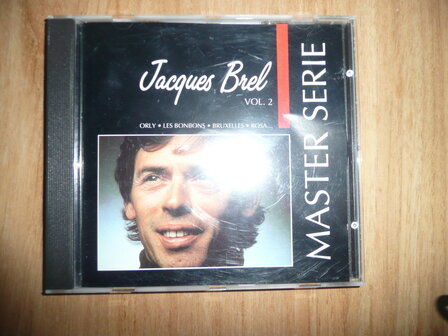 Jacques Brel
VOL. 2
ORLY • LES BONBONS • BRUXELLES • ROSA...
MASTER SERIE